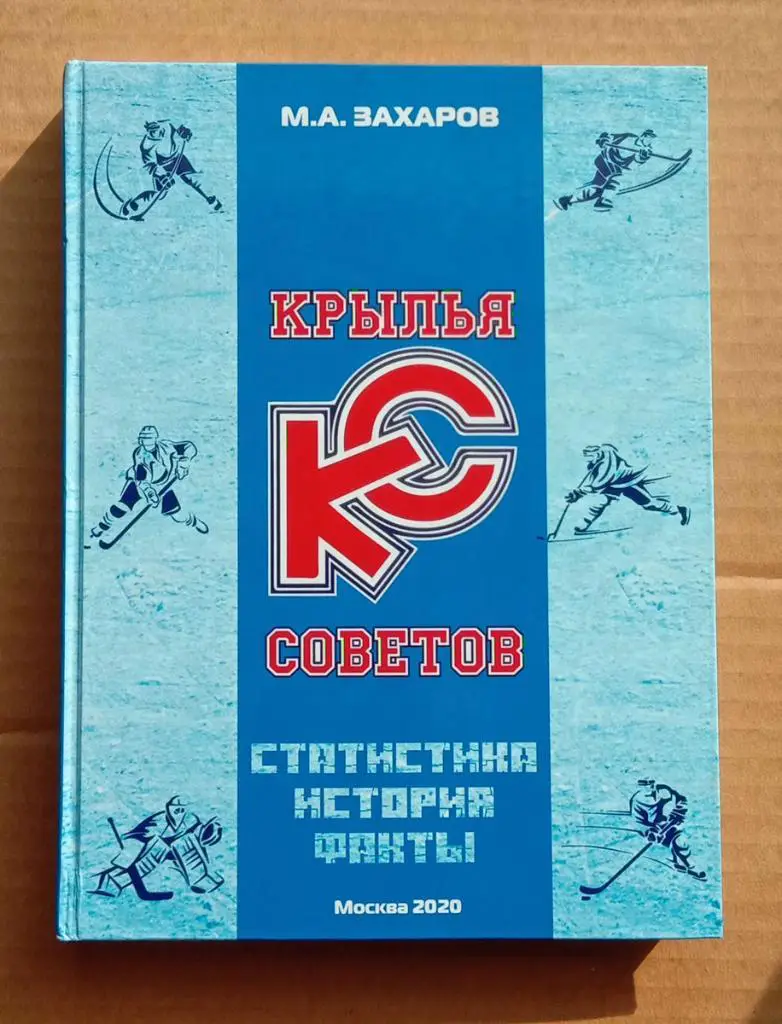 М.А. ЗАХАРОВ
КРЫЛЬЯ
КС
СОВЕТОВ
СТАТИСТИКА
ИСТОРИЯ
ФАКТЫ
Москва 2020